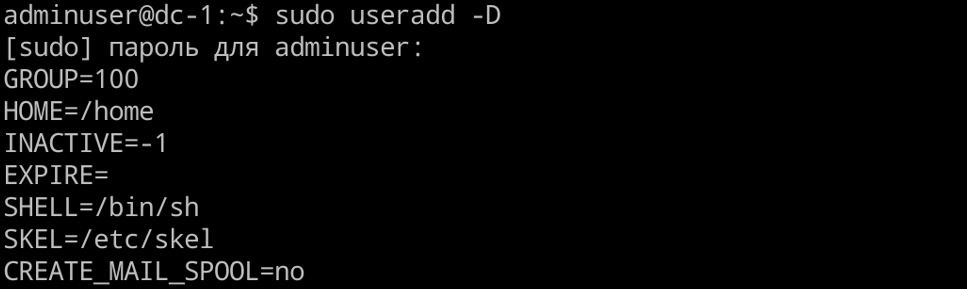 adminuser@dc-1:~$ sudo useradd -D
[sudo] пароль для adminuser:
GROUP=100
HOME=/home
INACTIVE=-1
EXPIRE=
SHELL=/bin/sh
SKEL=/etc/skel
CREATE_MAIL_SPOOL=no